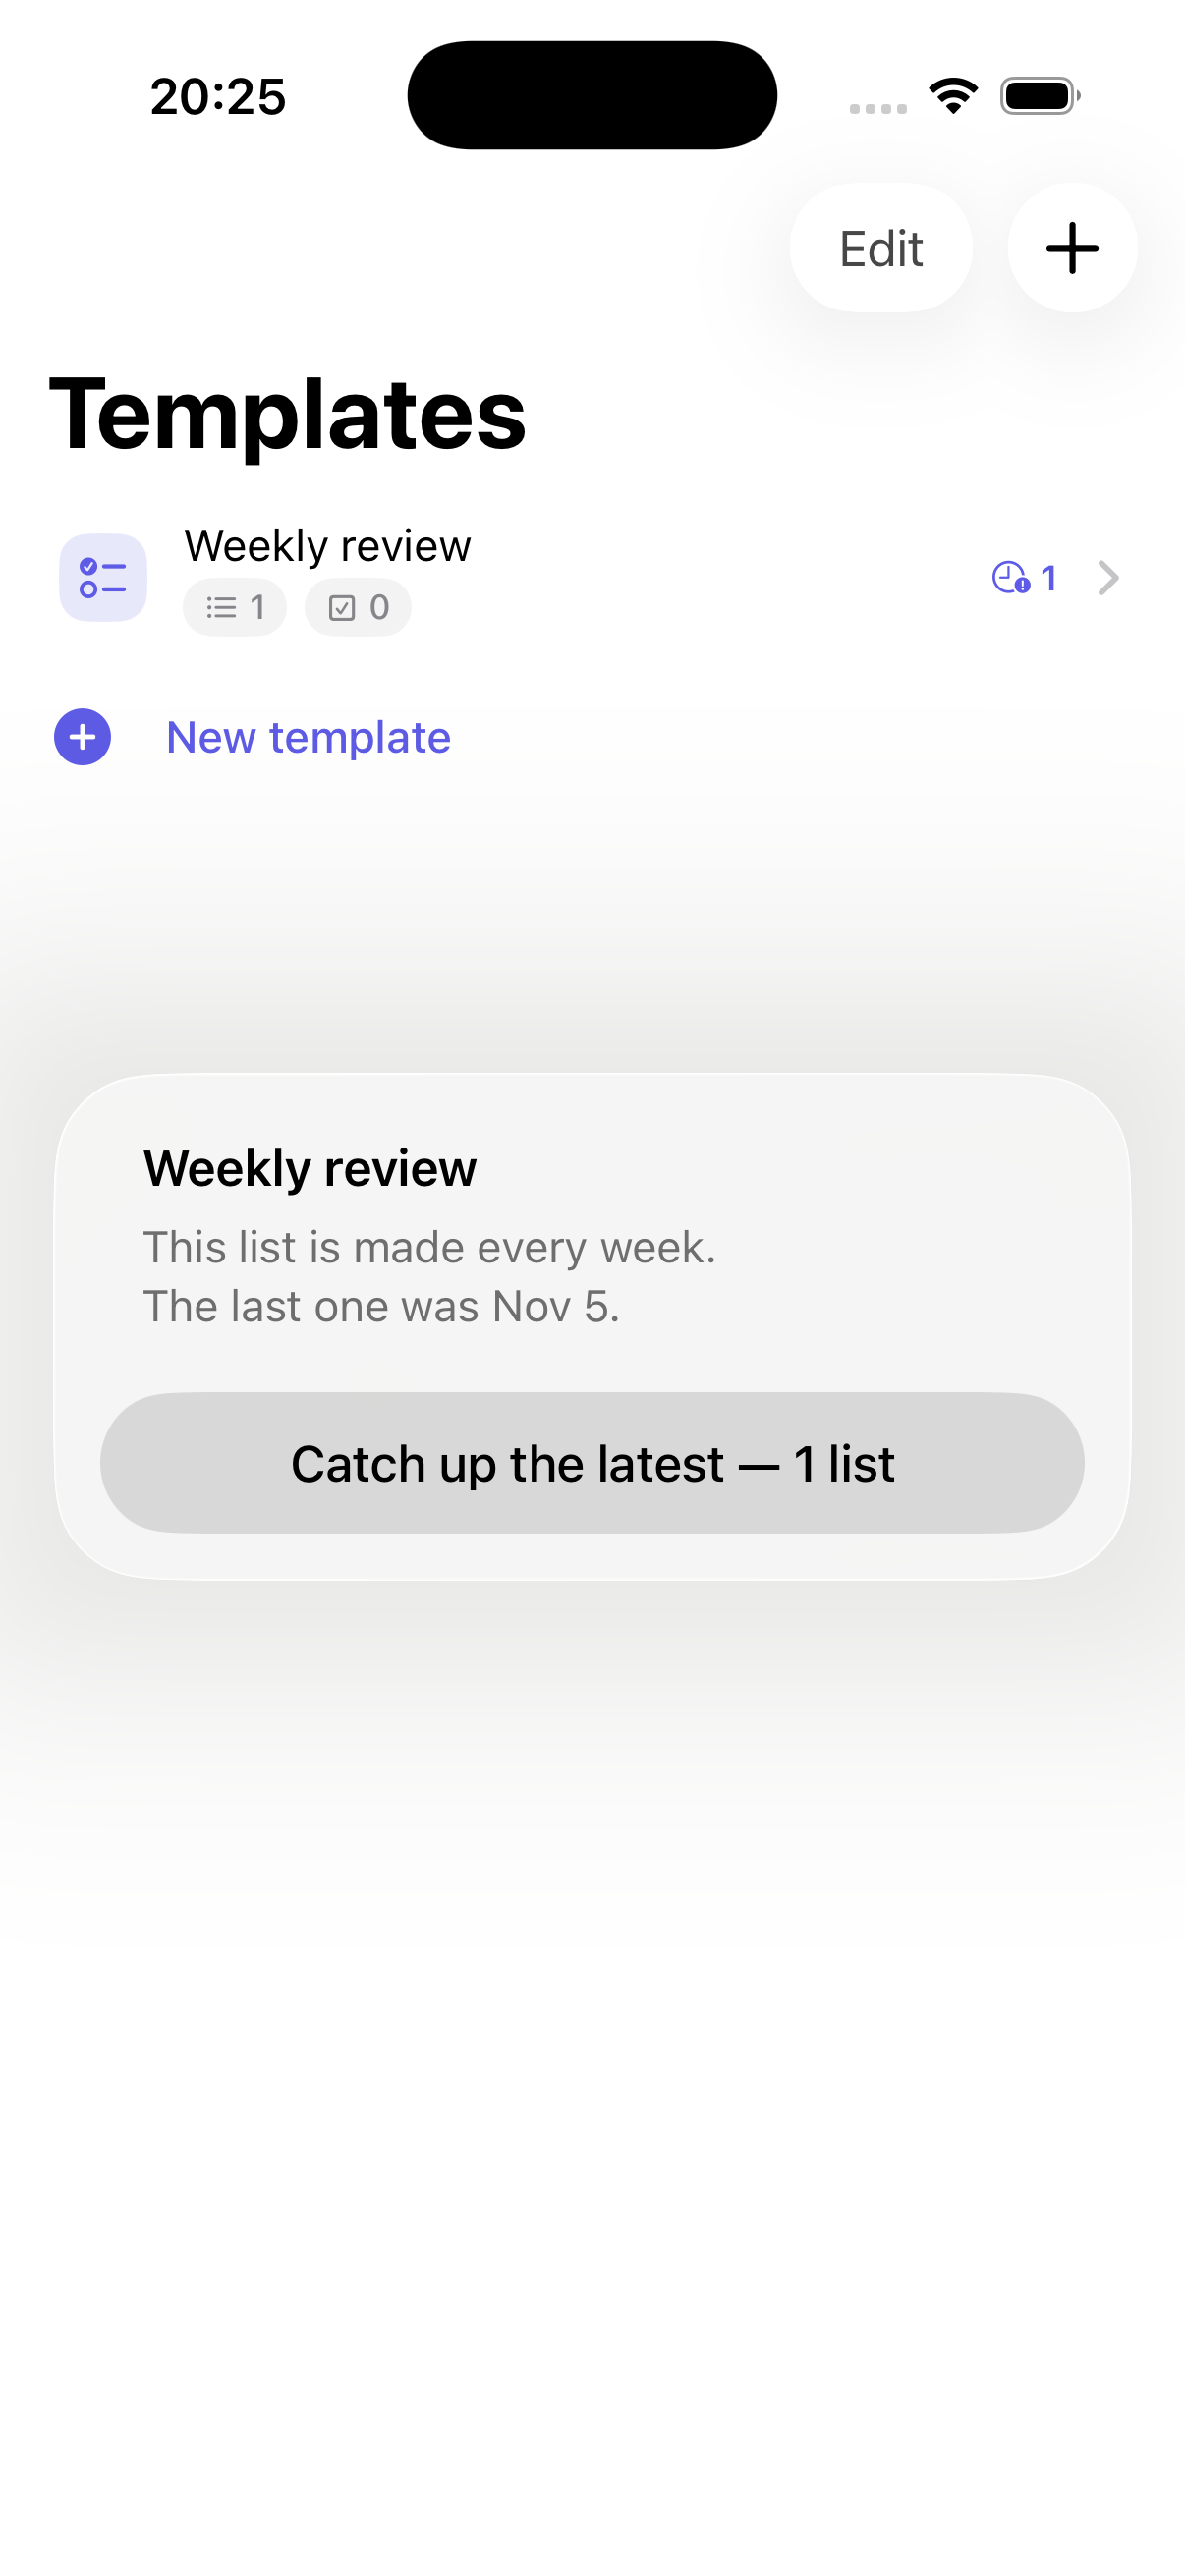 20:25
Edit
Templates
Weekly review
1 0
1
New template
Weekly review
This list is made every week.
The last one was Nov 5.
Catch up the latest — 1 list